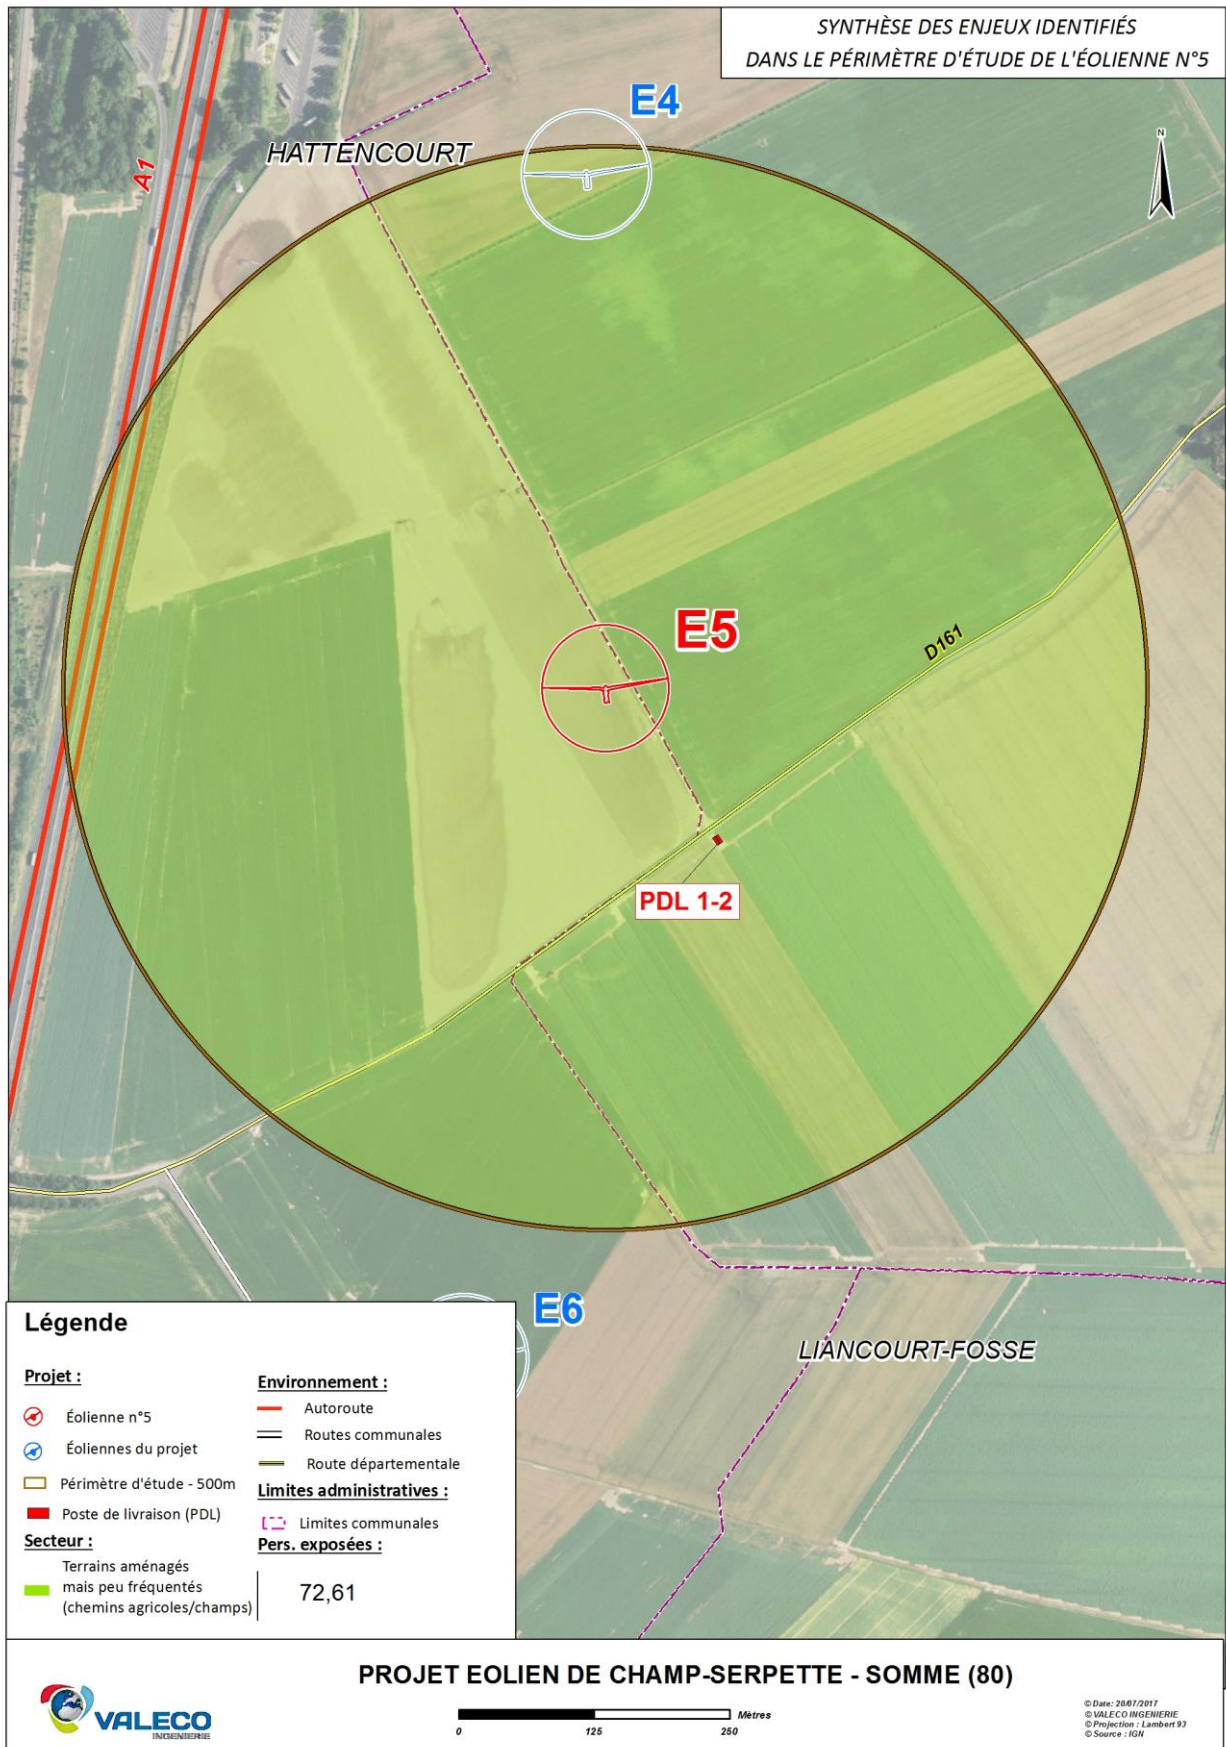 SYNTHÈSE DES ENJEUX IDENTIFIÉS
DANS LE PÉRIMÈTRE D'ÉTUDE DE L'ÉOLIENNE N°5
E4
HATTENCOURT
N
A1
E5
D161
PDL 1-2
E6
LIANCOURT-FOSSE
Légende
Projet :
Éolienne n°5
Éoliennes du projet
Périmètre d'étude - 500m
Poste de livraison (PDL)
Secteur :
Terrains aménagés
mais peu fréquentés
(chemins agricoles/champs)
Environnement :
Autoroute
Routes communales
Route départementale
Limites administratives :
Limites communales
Pers. exposées :
72,61
PROJET EOLIEN DE CHAMP-SERPETTE - SOMME (80)
VALECO
INGENIERIE
Mètres
0 125 250
© Date: 20/07/2017
© VALECO INGENIERIE
© Projection : Lambert 93
© Source : IGN